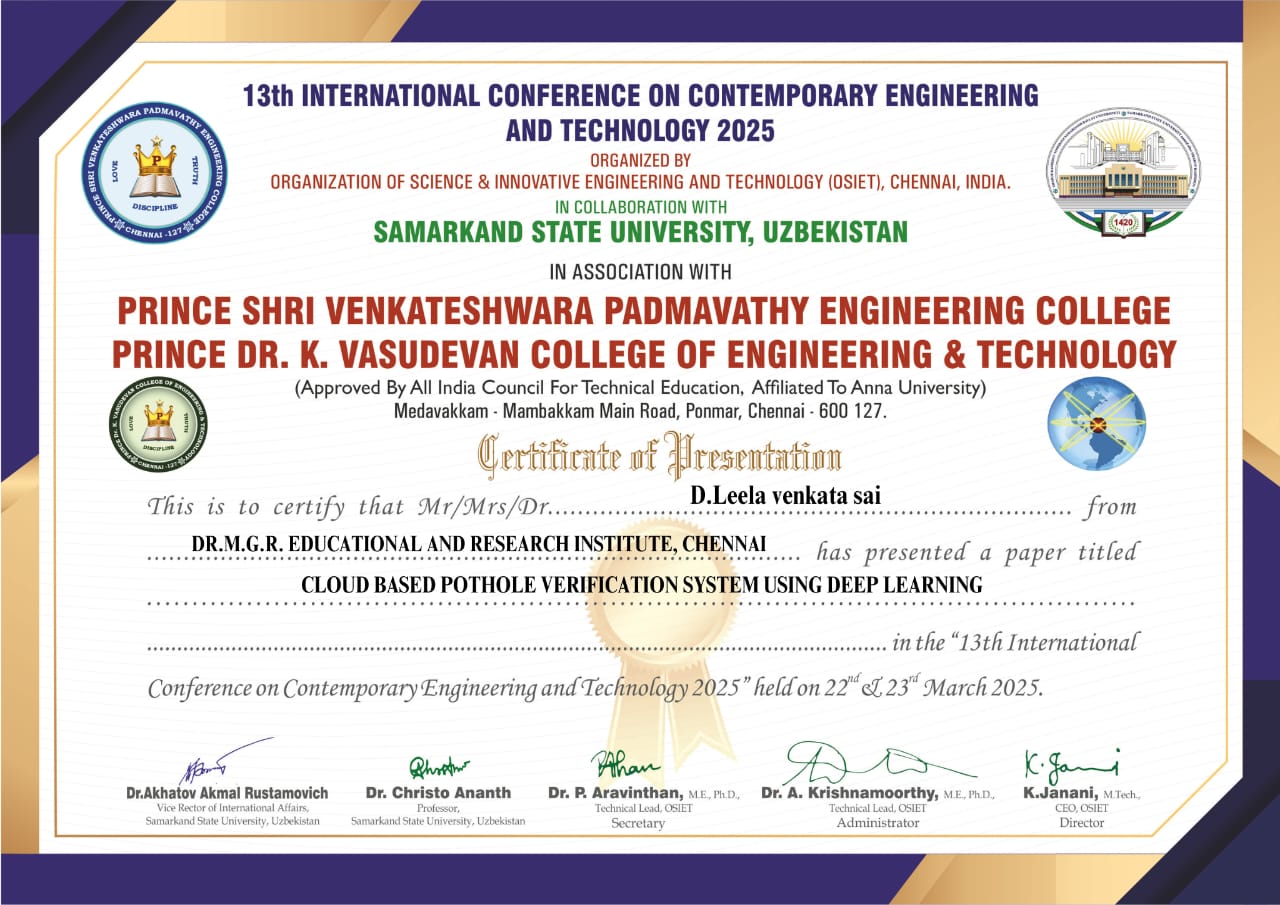 13th INTERNATIONAL CONFERENCE ON CONTEMPORARY ENGINEERING
AND TECHNOLOGY 2025
ORGANIZED BY
ORGANIZATION OF SCIENCE & INNOVATIVE ENGINEERING AND TECHNOLOGY (OSIET), CHENNAI, INDIA.
IN COLLABORATION WITH
SAMARKAND STATE UNIVERSITY, UZBEKISTAN
PRINCE SHRI VENKATESHWARA PADMAVATHY ENGINEERING COLLEGE
LOVE
TRUTH
P
DISCIPLINE
CHENNAI - 127
1420
IN ASSOCIATION WITH
PRINCE SHRI VENKATESHWARA PADMAVATHY ENGINEERING COLLEGE
PRINCE DR. K. VASUDEVAN COLLEGE OF ENGINEERING & TECHNOLOGY
(Approved By All India Council For Technical Education, Affiliated To Anna University)
Medavakkam - Mambakkam Main Road, Ponmar, Chennai - 600 127.
PRINCE Dr. K. VASUDEVAN COLLEGE OF ENGINEERING & TECHNOLOGY
LOVE
TRUTH
P
DISCIPLINE
CHENNAI - 127
Certificate of Presentation
This is to certify that Mr/Mrs/Dr. D.Leela venkata sai from
DR.M.G.R. EDUCATIONAL AND RESEARCH INSTITUTE, CHENNAI has presented a paper titled
CLOUD BASED POTHOLE VERIFICATION SYSTEM USING DEEP LEARNING
in the “13th International
Conference on Contemporary Engineering and Technology 2025” held on 22nd & 23rd March 2025.
K. Jani
Dr.Akhatov Akmal Rustamovich
Vice Rector of International Affairs,
Samarkand State University, Uzbekistan
Dr. Christo Ananth
Professor,
Samarkand State University, Uzbekistan
Dr. P. Aravinthan, M.E., Ph.D.,
Technical Lead, OSIET
Secretary
Dr. A. Krishnamoorthy, M.E., Ph.D.,
Technical Lead, OSIET
Administrator
K.Janani, M.Tech.,
CEO, OSIET
Director